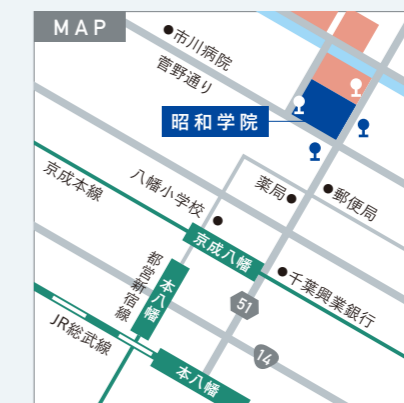 MAP
市川病院
菅野通り
昭和学院
京成本線
八幡小学校
薬局
郵便局
京成八幡
都営新宿線
本八幡
千葉興業銀行
51
JR総武線
14
本八幡